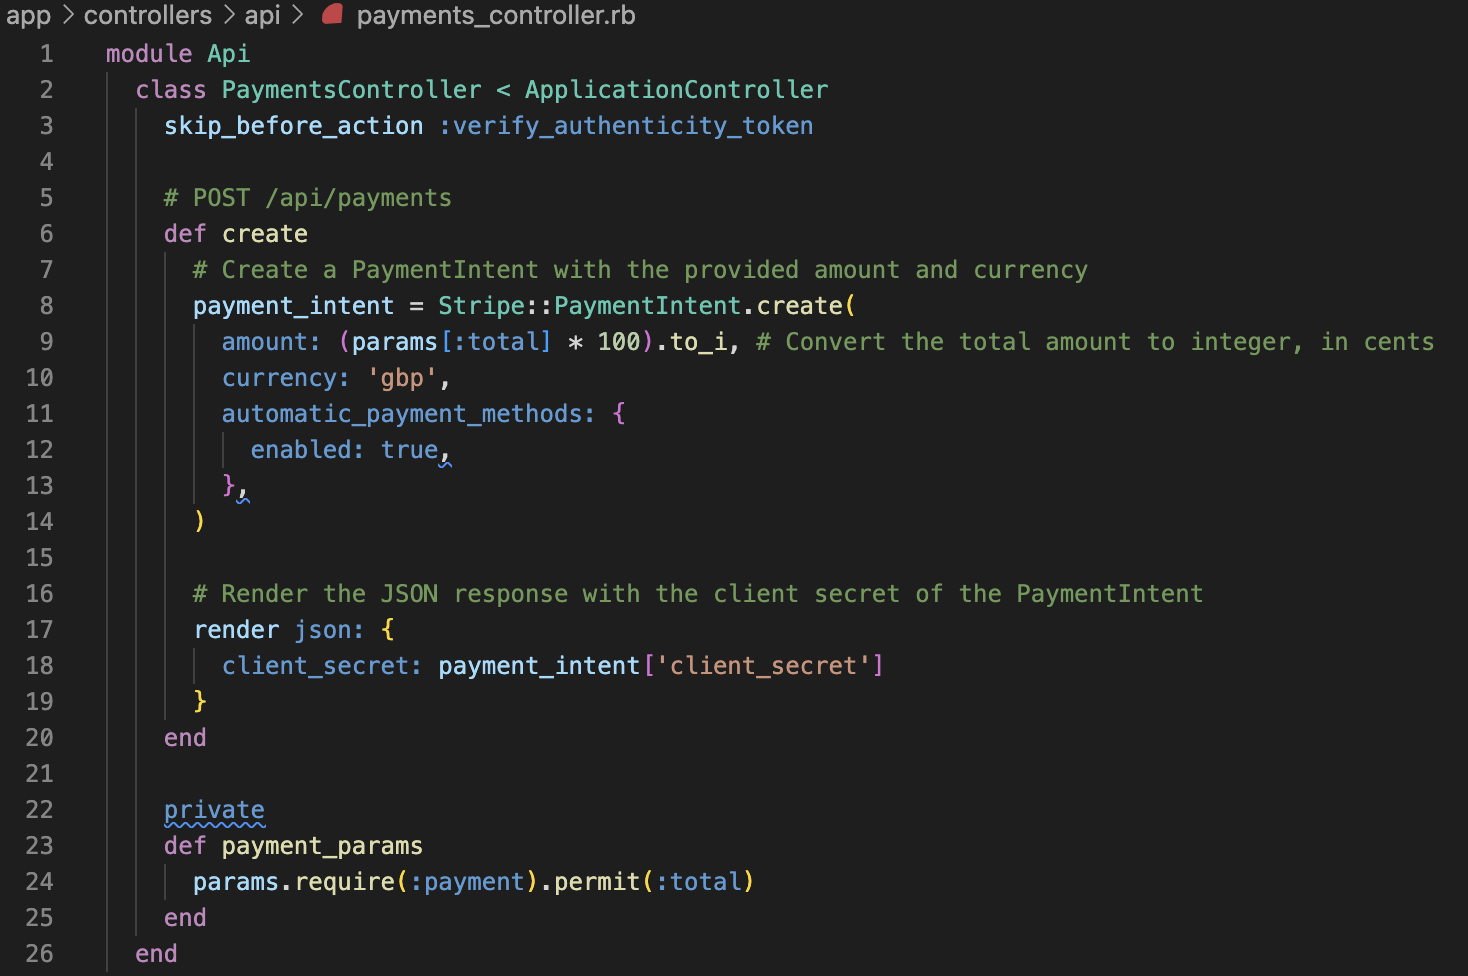 app > controllers > api > payments_controller.rb
1 module Api
2 class PaymentsController < ApplicationController
3 skip_before_action :verify_authenticity_token
4
5 # POST /api/payments
6 def create
7 # Create a PaymentIntent with the provided amount and currency
8 payment_intent = Stripe::PaymentIntent.create(
9 amount: (params[:total] * 100).to_i, # Convert the total amount to integer, in cents
10 currency: 'gbp',
11 automatic_payment_methods: {
12 enabled: true,
13 },
14 )
15
16 # Render the JSON response with the client secret of the PaymentIntent
17 render json: {
18 client_secret: payment_intent['client_secret']
19 }
20 end
21
22 private
23 def payment_params
24 params.require(:payment).permit(:total)
25 end
26 end